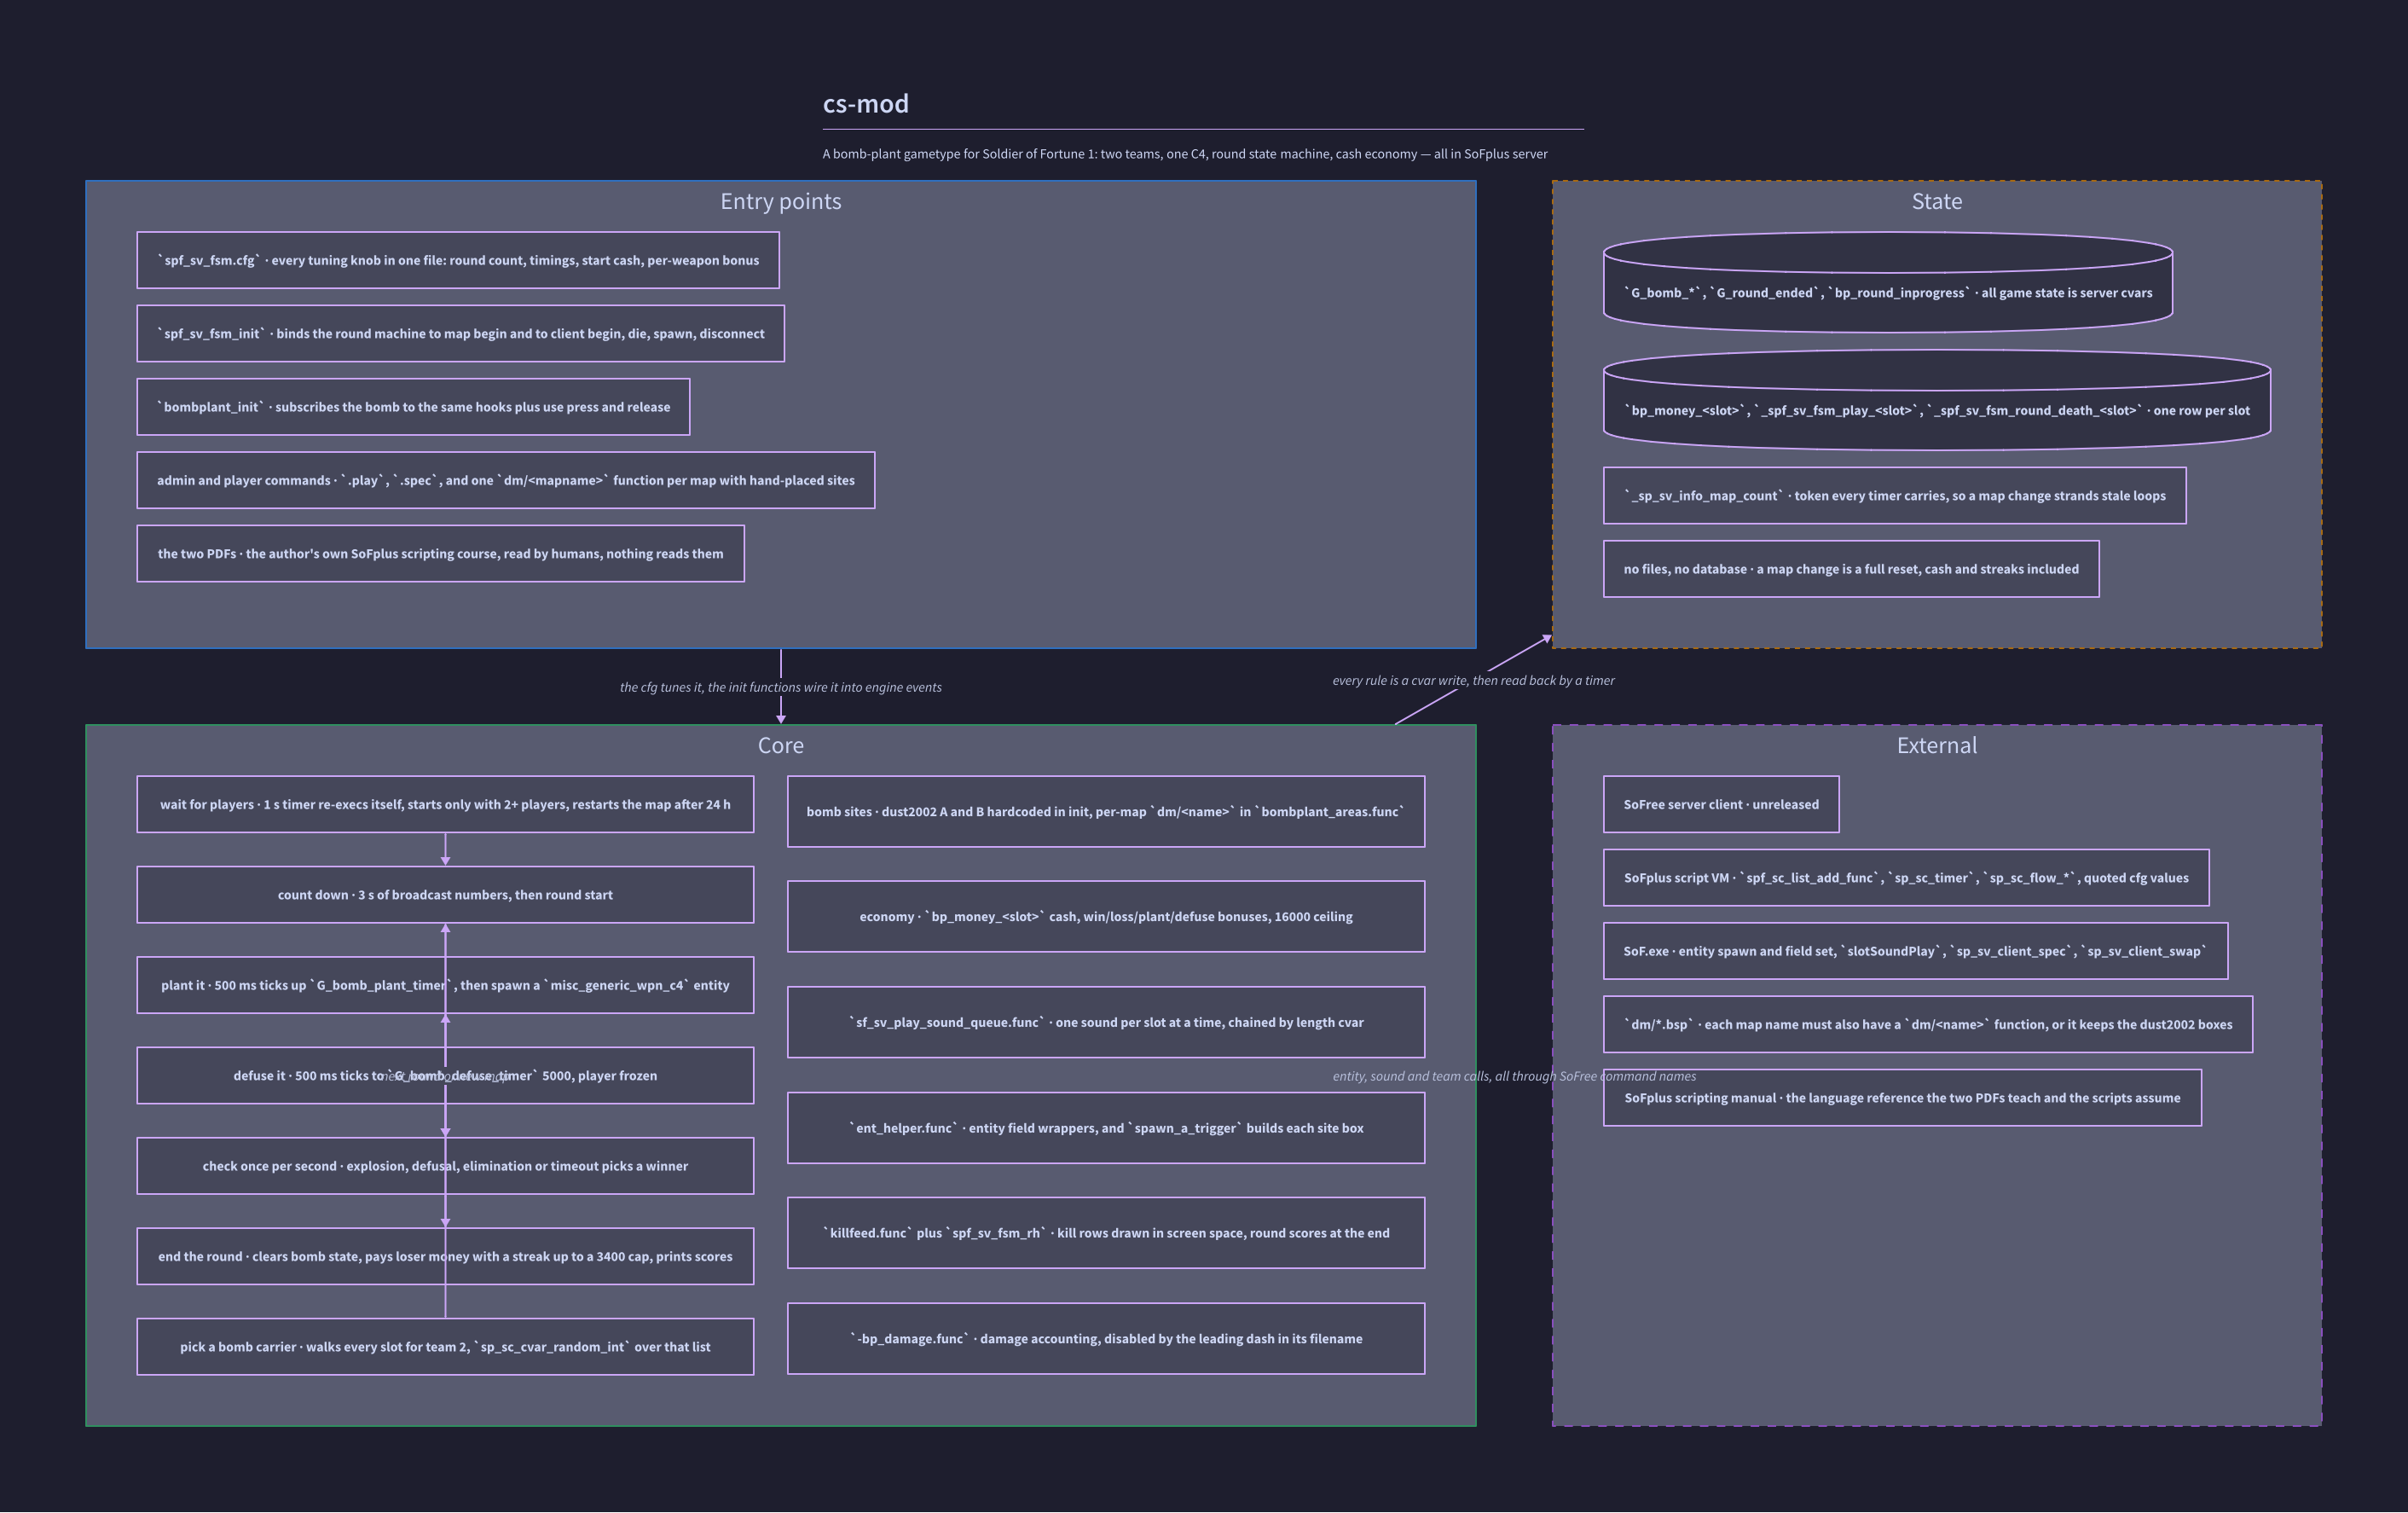 cs-mod
A bomb-plant gametype for Soldier of Fortune 1: two teams, one C4, round state machine, cash economy — all in SoFplus server
Entry points
`spf_sv_fsm.cfg` · every tuning knob in one file: round count, timings, start cash, per-weapon bonus
`spf_sv_fsm_init` · binds the round machine to map begin and to client begin, die, spawn, disconnect
`bombplant_init` · subscribes the bomb to the same hooks plus use press and release
admin and player commands · `.play`, `.spec`, and one `dm/<mapname>` function per map with hand-placed sites
the two PDFs · the author's own SoFplus scripting course, read by humans, nothing reads them
State
`G_bomb_*`, `G_round_ended`, `bp_round_inprogress` · all game state is server cvars
`bp_money_<slot>`, `_spf_sv_fsm_play_<slot>`, `_spf_sv_fsm_round_death_<slot>` · one row per slot
`_sp_sv_info_map_count` · token every timer carries, so a map change strands stale loops
no files, no database · a map change is a full reset, cash and streaks included
the cfg tunes it, the init functions wire it into engine events
every rule is a cvar write, then read back by a timer
Core
wait for players · 1 s timer re-execs itself, starts only with 2+ players, restarts the map after 24 h
count down · 3 s of broadcast numbers, then round start
plant it · 500 ms ticks up `G_bomb_plant_timer`, then spawn a `misc_generic_wpn_c4` entity
defuse it · 500 ms ticks to `G_bomb_defuse_timer` 5000, player frozen
check once per second · explosion, defusal, elimination or timeout picks a winner
end the round · clears bomb state, pays loser money with a streak up to a 3400 cap, prints scores
pick a bomb carrier · walks every slot for team 2, `sp_sc_cvar_random_int` over that list
bomb sites · dust2002 A and B hardcoded in init, per-map `dm/<name>` in `bombplant_areas.func`
economy · `bp_money_<slot>` cash, win/loss/plant/defuse bonuses, 16000 ceiling
`sf_sv_play_sound_queue.func` · one sound per slot at a time, chained by length cvar
`ent_helper.func` · entity field wrappers, and `spawn_a_trigger` builds each site box
`killfeed.func` plus `spf_sv_fsm_rh` · kill rows drawn in screen space, round scores at the end
`-bp_damage.func` · damage accounting, disabled by the leading dash in its filename
entity, sound and team calls, all through SoFree command names
External
SoFree server client · unreleased
SoFplus script VM · `spf_sc_list_add_func`, `sp_sc_timer`, `sp_sc_flow_*`, quoted cfg values
SoF.exe · entity spawn and field set, `slotSoundPlay`, `sp_sv_client_spec`, `sp_sv_client_swap`
`dm/*.bsp` · each map name must also have a `dm/<name>` function, or it keeps the dust2002 boxes
SoFplus scripting manual · the language reference the two PDFs teach and the scripts assume